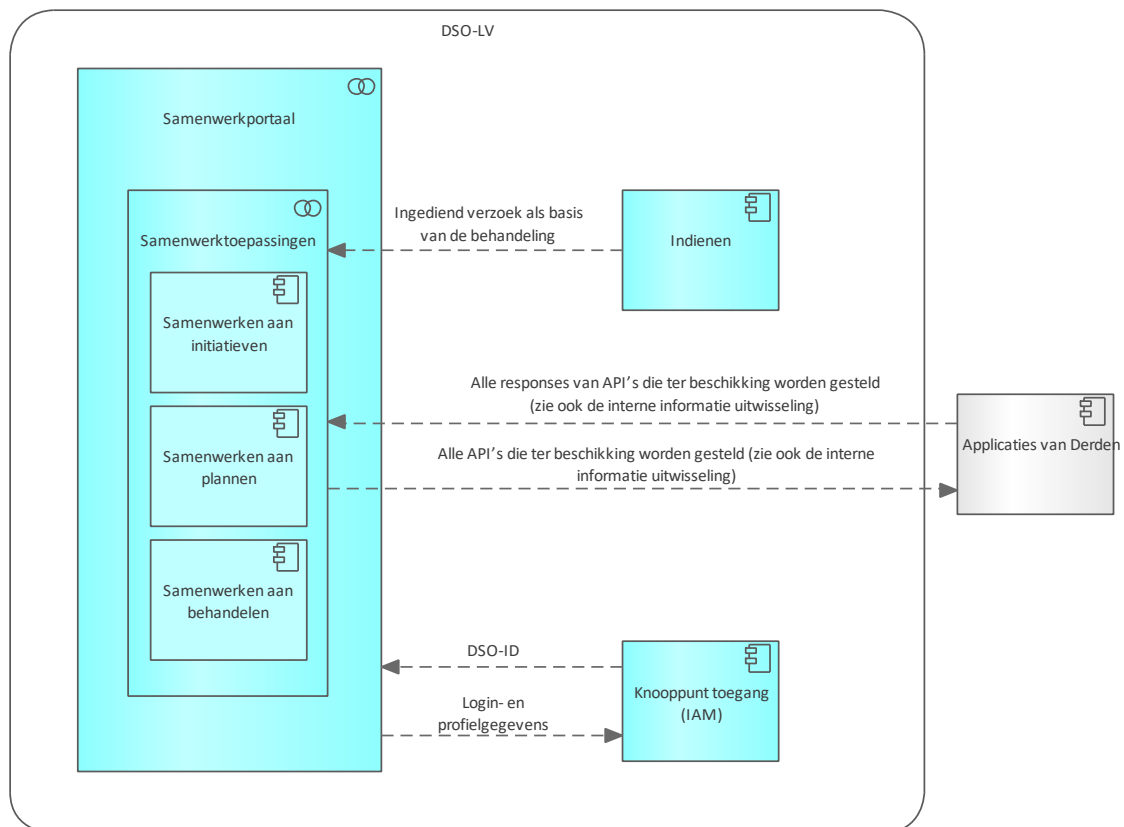 DSO-LV
Samenwerkportaal
Samenwerktoepassingen
Samenwerken aan
initiatieven
Samenwerken aan
plannen
Samenwerken aan
behandelen
Ingediend verzoek als basis
van de behandeling
Indienen
Alle responses van API's die ter beschikking worden gesteld
(zie ook de interne informatie uitwisseling)
Alle API's die ter beschikking worden gesteld (zie ook de interne
informatie uitwisseling)
Applicaties van Derden
DSO-ID
Login- en
profielgegevens
Knooppunt toegang
(IAM)